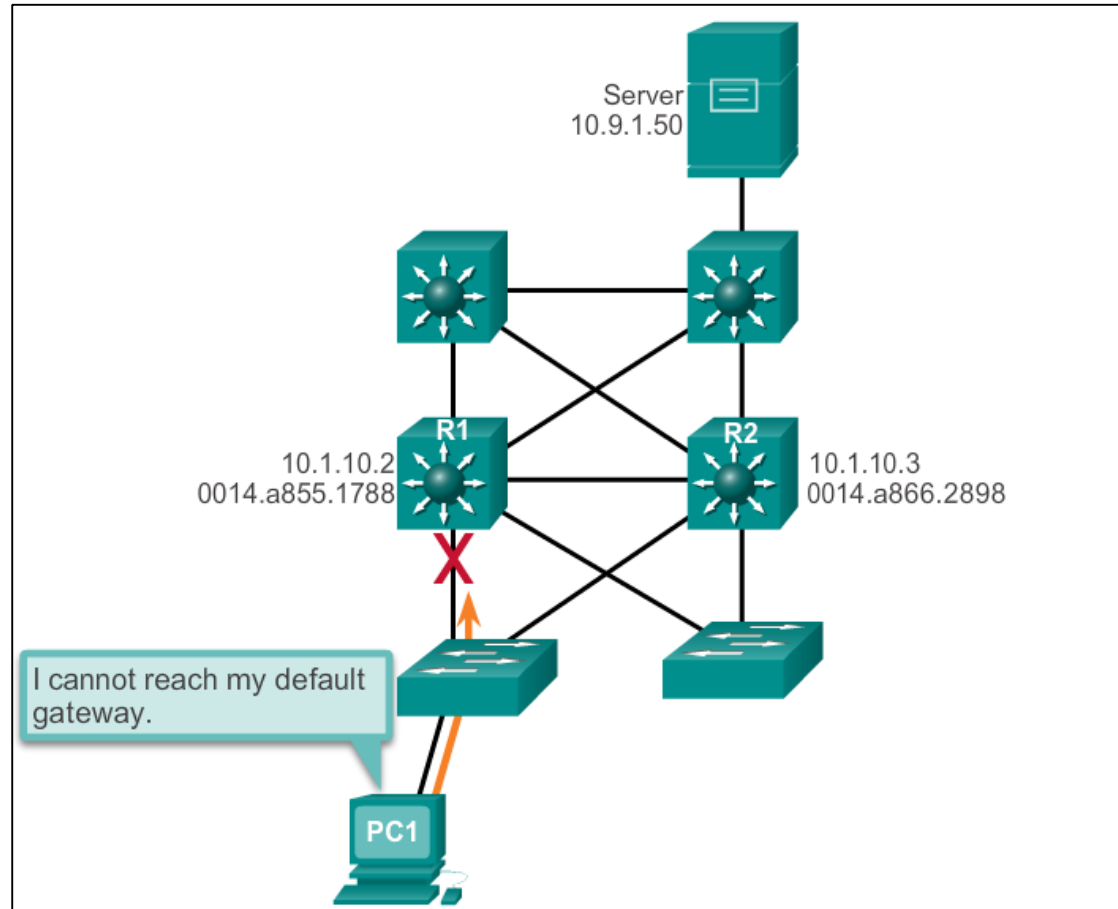 Server
10.9.1.50
R1
R2
10.1.10.2
0014.a855.1788
10.1.10.3
0014.a866.2898
X
I cannot reach my default
gateway.
PC1